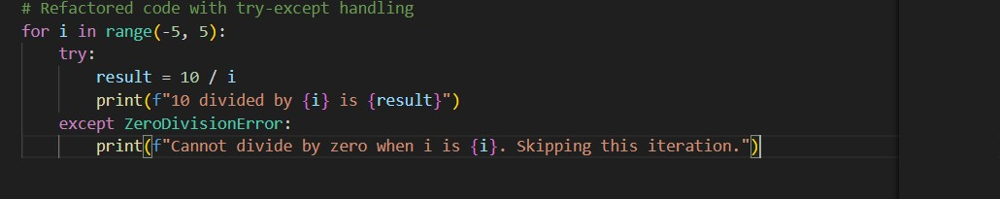 # Refactored code with try-except handling
for i in range(-5, 5):
    try:
        result = 10 / i
        print(f"10 divided by {i} is {result}")
    except ZeroDivisionError:
        print(f"Cannot divide by zero when i is {i}. Skipping this iteration.")